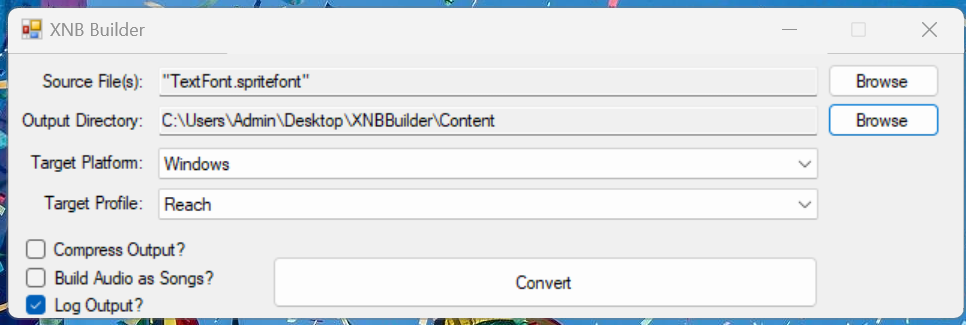 XNB Builder
Source File(s): "TextFont.spritefont" Browse
Output Directory: C:\Users\Admin\Desktop\XNBBuilder\Content Browse
Target Platform: Windows
Target Profile: Reach
Compress Output?
Build Audio as Songs?
Convert
Log Output?